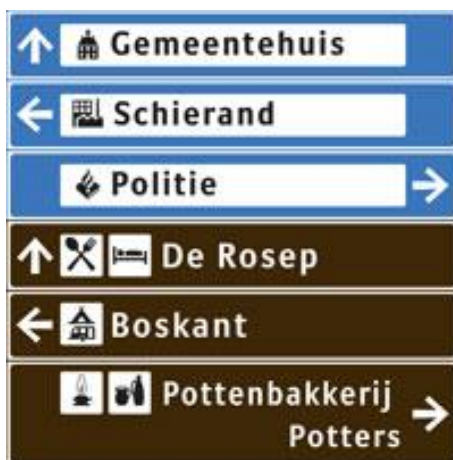 Gemeentehuis
Schierand
Politie
De Rosep
Boskant
Pottenbakkerij
Potters